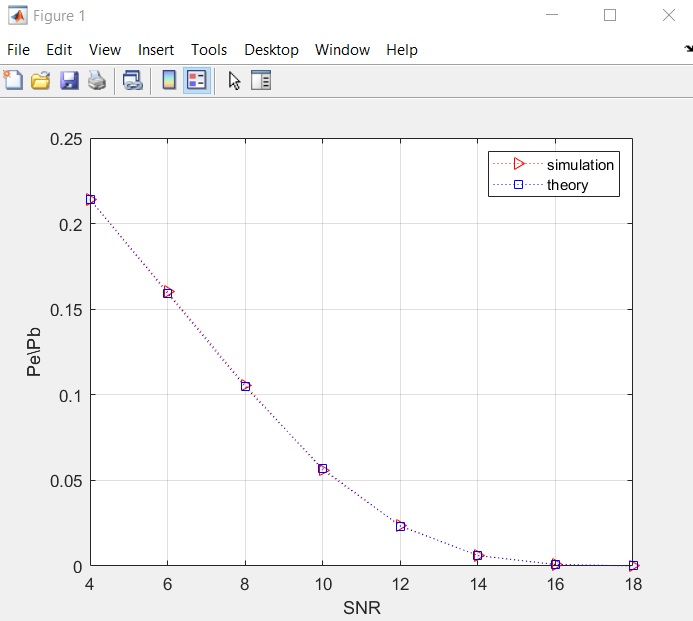 Figure 1
File Edit View Insert Tools Desktop Window Help
0.25
0.2
0.15
0.1
0.05
0
Pe\Pb
simulation
theory
4 6 8 10 12 14 16 18
SNR